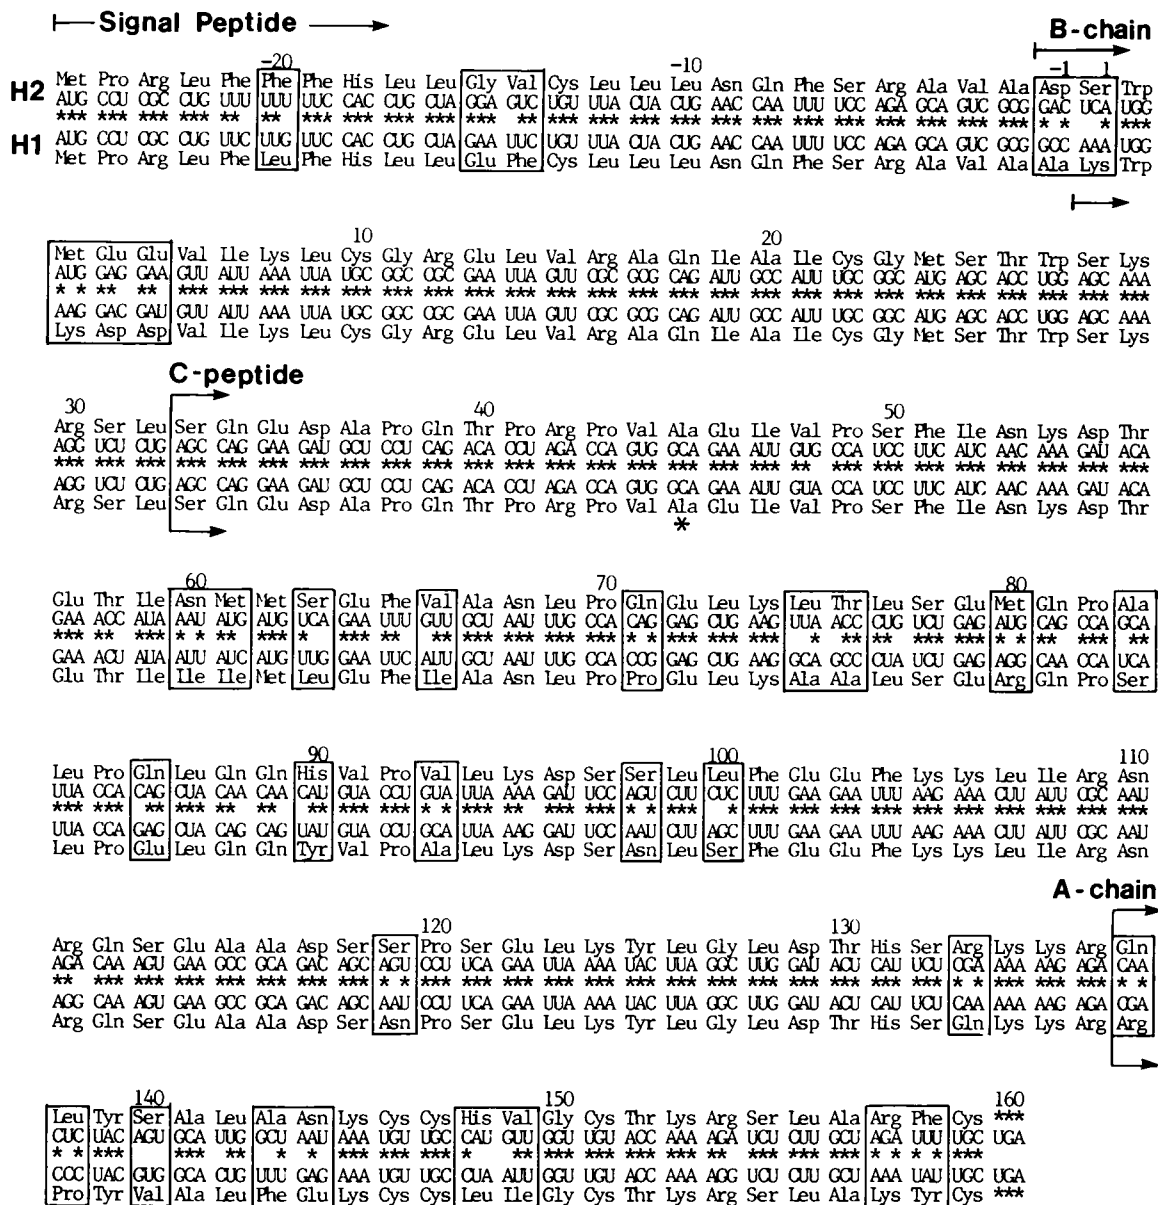 Signal Peptide
B-chain
-20 -10 -1 1
Met Pro Arg Leu Phe Phe Phe His Leu Leu Gly Val Cys Leu Leu Leu Asn Gln Phe Ser Arg Ala Val Ala Asp Ser Trp
H2 AUG CCU CGC CUG UUU UUU UUC CAC CUG CUA GGA GUC UGU UUA CUA CUG AAC CAA UUU UCC AGA GCA GUC GCG GAC UCA UGG
*** *** *** *** ** ** *** *** *** *** * * ** *** *** *** *** *** *** *** *** *** *** *** *** * * * ***
H1 AUG CCU CGC CUG UUC UUG UUC CAC CUG CUA GAA UUC UGU UUA CUA CUG AAC CAA UUU UCC AGA GCA GUC GCG GCC AAA UGG
Met Pro Arg Leu Phe Leu Phe His Leu Leu Glu Phe Cys Leu Leu Leu Asn Gln Phe Ser Arg Ala Val Ala Ala Lys Trp
10 20
Met Glu Glu Val Ile Lys Leu Cys Gly Arg Glu Leu Val Arg Ala Gln Ile Ala Ile Cys Gly Met Ser Thr Trp Ser Lys
AUG GAG GAA GUU AUU AAA UUA UGC GGC CGC GAA UUA GUU CGC GCG CAG AUU GCC AUU UGC GGC AUG AGC ACC UGG AGC AAA
* * ** ** *** *** *** *** *** *** *** *** *** *** *** *** *** *** *** *** *** *** *** *** *** *** *** ***
AAG GAC GAU GUU AUU AAA UUA UGC GGC CGC GAA UUA GUU CGC GCG CAG AUU GCC AUU UGC GGC AUG AGC ACC UGG AGC AAA
Lys Asp Asp Val Ile Lys Leu Cys Gly Arg Glu Leu Val Arg Ala Gln Ile Ala Ile Cys Gly Met Ser Thr Trp Ser Lys
C-peptide
30 40 50
Arg Ser Leu Ser Gln Glu Asp Ala Pro Gln Thr Pro Arg Pro Val Ala Glu Ile Val Pro Ser Phe Ile Asn Lys Asp Thr
AGG UCU CUG AGC CAG GAA GAU GCU CCU CAG ACA CCU AGA CCA GUG GCA GAA AUU GUG CCA UCC UUC AUC AAC AAA GAU ACA
*** *** *** *** *** *** *** *** *** *** *** *** *** *** *** *** *** *** ** *** *** *** *** *** *** *** ***
AGG UCU CUG AGC CAG GAA GAU GCU CCU CAG ACA CCU AGA CCA GUG GCA GAA AUU GUA CCA UCC UUC AUC AAC AAA GAU ACA
Arg Ser Leu Ser Gln Glu Asp Ala Pro Gln Thr Pro Arg Pro Val Ala Glu Ile Val Pro Ser Phe Ile Asn Lys Asp Thr
*
60 70 80
Glu Thr Ile Asn Met Met Ser Glu Phe Val Ala Asn Leu Pro Gln Glu Leu Lys Leu Thr Leu Ser Glu Met Gln Pro Ala
GAA ACC AUA AAU AUG AUG UCA GAA UUU GUU GCU AAU UUG CCA CAG GAG CUG AAG UUA ACC CUG UCU GAG AUG CAG CCA GCA
*** ** *** * * ** *** * *** ** ** *** *** *** *** * * *** *** *** * ** ** *** *** * * ** *** **
GAA ACU AUA AUU AUC AUG UUG GAA UUC AUU GCU AAU UUG CCA CCG GAG CUG AAG GCA GCC CUA UCU GAG AGG CAA CCA UCA
Glu Thr Ile Ile Ile Met Leu Glu Phe Ile Ala Asn Leu Pro Pro Glu Leu Lys Ala Ala Leu Ser Glu Arg Gln Pro Ser
90 100 110
Leu Pro Gln Leu Gln Gln His Val Pro Val Leu Lys Asp Ser Ser Leu Leu Phe Glu Glu Phe Lys Lys Leu Ile Arg Asn
UUA CCA CAG CUA CAA CAA CAU GUA CCU GUA UUA AAA GAU UCC AGU CUU CUC UUU GAA GAA UUU AAG AAA CUU AUU CGC AAU
*** *** ** *** ** ** ** *** *** * * *** ** *** *** * * *** * *** *** *** *** *** *** *** *** *** ***
UUA CCA GAG CUA CAG CAG UAU GUA CCU GCA UUA AAG GAU UCC AAU CUU AGC UUU GAA GAA UUU AAG AAA CUU AUU CGC AAU
Leu Pro Glu Leu Gln Gln Tyr Val Pro Ala Leu Lys Asp Ser Asn Leu Ser Phe Glu Glu Phe Lys Lys Leu Ile Arg Asn
A-chain
120 130
Arg Gln Ser Glu Ala Ala Asp Ser Ser Pro Ser Glu Leu Lys Tyr Leu Gly Leu Asp Thr His Ser Arg Lys Lys Arg Gln
AGA CAA AGU GAA GCC GCA GAC AGC AGU CCU UCA GAA UUA AAA UAC UUA GGC UUG GAU ACU CAU UCU CGA AAA AAG AGA CAA
** *** *** *** *** *** *** *** * * *** *** *** *** *** *** *** *** *** *** *** *** *** * * *** *** *** * *
AGG CAA AGU GAA GCC GCA GAC AGC AAU CCU UCA GAA UUA AAA UAC UUA GGC UUG GAU ACU CAU UCU CAA AAA AAG AGA CGA
Arg Gln Ser Glu Ala Ala Asp Ser Asn Pro Ser Glu Leu Lys Tyr Leu Gly Leu Asp Thr His Ser Gln Lys Lys Arg Arg
140 150 160
Leu Tyr Ser Ala Leu Ala Asn Lys Cys Cys His Val Gly Cys Thr Lys Arg Ser Leu Ala Arg Phe Cys ***
CUC UAC AGU GCA UUG GCU AAU AAA UGU UGC CAU GUU GGU UGU ACC AAA AGA UCU CUU GCU AGA UUU UGC UGA
* * *** *** ** * * *** *** *** * ** *** *** *** *** ** *** *** *** * * * * ***
CCC UAC GUG GCA CUG UUU GAG AAA UGU UGC CUA AUU GGU UGU ACC AAA AGG UCU CUU GCU AAA UAU UGC UGA
Pro Tyr Val Ala Leu Phe Glu Lys Cys Cys Leu Ile Gly Cys Thr Lys Arg Ser Leu Ala Lys Tyr Cys ***